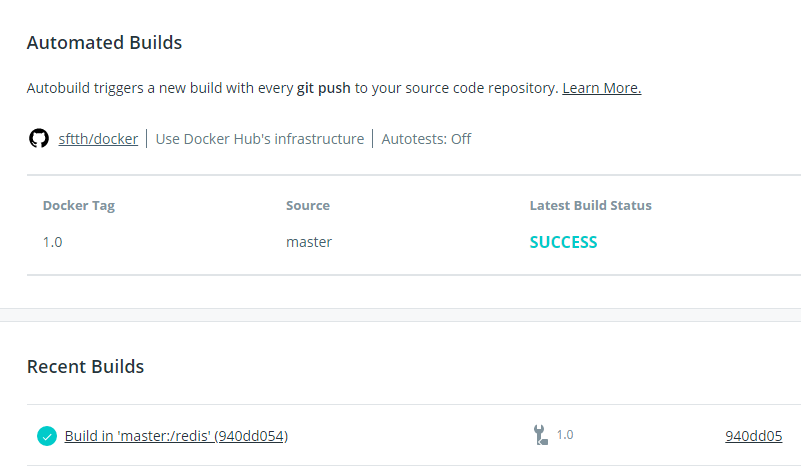 Automated Builds
Autobuild triggers a new build with every git push to your source code repository. Learn More.
sftth/docker | Use Docker Hub's infrastructure | Autotests: Off
Docker Tag Source Latest Build Status
1.0 master SUCCESS
Recent Builds
Build in 'master:/redis' (940dd054) 1.0 940dd05